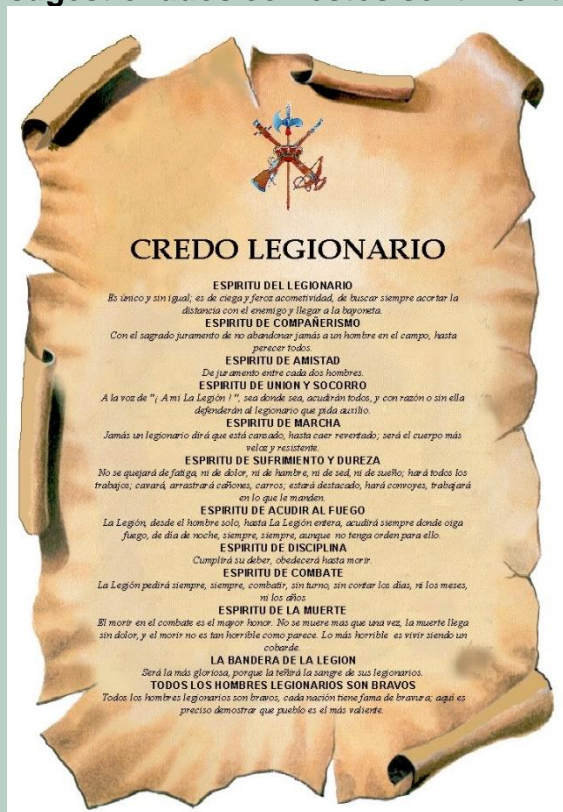 CREDO LEGIONARIO
ESPIRITU DEL LEGIONARIO
Es único y sin igual; es de ciega y feroz acometividad, de buscar siempre acortar la
distancia con el enemigo y llegar a la bayoneta.
ESPIRITU DE COMPAÑERISMO
Con el sagrado juramento de no abandonar jamás a un hombre en el campo, hasta
perecer todos.
ESPIRITU DE AMISTAD
De juramento entre cada dos hombres.
ESPIRITU DE UNION Y SOCORRO
A la voz de "¡ A mi La Legión ! ", sea donde sea, acudirán todos, y con razón o sin ella
defenderán al legionario que pida auxilio.
ESPIRITU DE MARCHA
Jamás un legionario dirá que está cansado, hasta caer reventado; será el cuerpo más
veloz y resistente.
ESPIRITU DE SUFRIMIENTO Y DUREZA
No se quejará de fatiga, ni de dolor, ni de hambre, ni de sed, ni de sueño; hará todos los
trabajos; cavará, arrastrará cañones, carros; estará destacado, hará convoyes, trabajará
en lo que le manden.
ESPIRITU DE ACUDIR AL FUEGO
La Legión, desde el hombre solo, hasta La Legión entera, acudirá siempre donde oiga
fuego, de día de noche, siempre, siempre, aunque no tenga orden para ello.
ESPIRITU DE DISCIPLINA
Cumplirá su deber, obedecerá hasta morir.
ESPIRITU DE COMBATE
La Legión pedirá siempre, siempre, combatir, sin turno, sin contar los días, ni los meses,
ni los años
ESPIRITU DE LA MUERTE
El morir en el combate es el mayor honor. No se muere mas que una vez, la muerte llega
sin dolor, y el morir no es tan horrible como parece. Lo más horrible es vivir siendo un
cobarde.
LA BANDERA DE LA LEGION
Será la más gloriosa, porque la teñirá la sangre de sus legionarios.
TODOS LOS HOMBRES LEGIONARIOS SON BRAVOS
Todos los hombres legionarios son bravos, cada nación tiene fama de bravura; aquí es
preciso demostrar que pueblo es el más valiente.